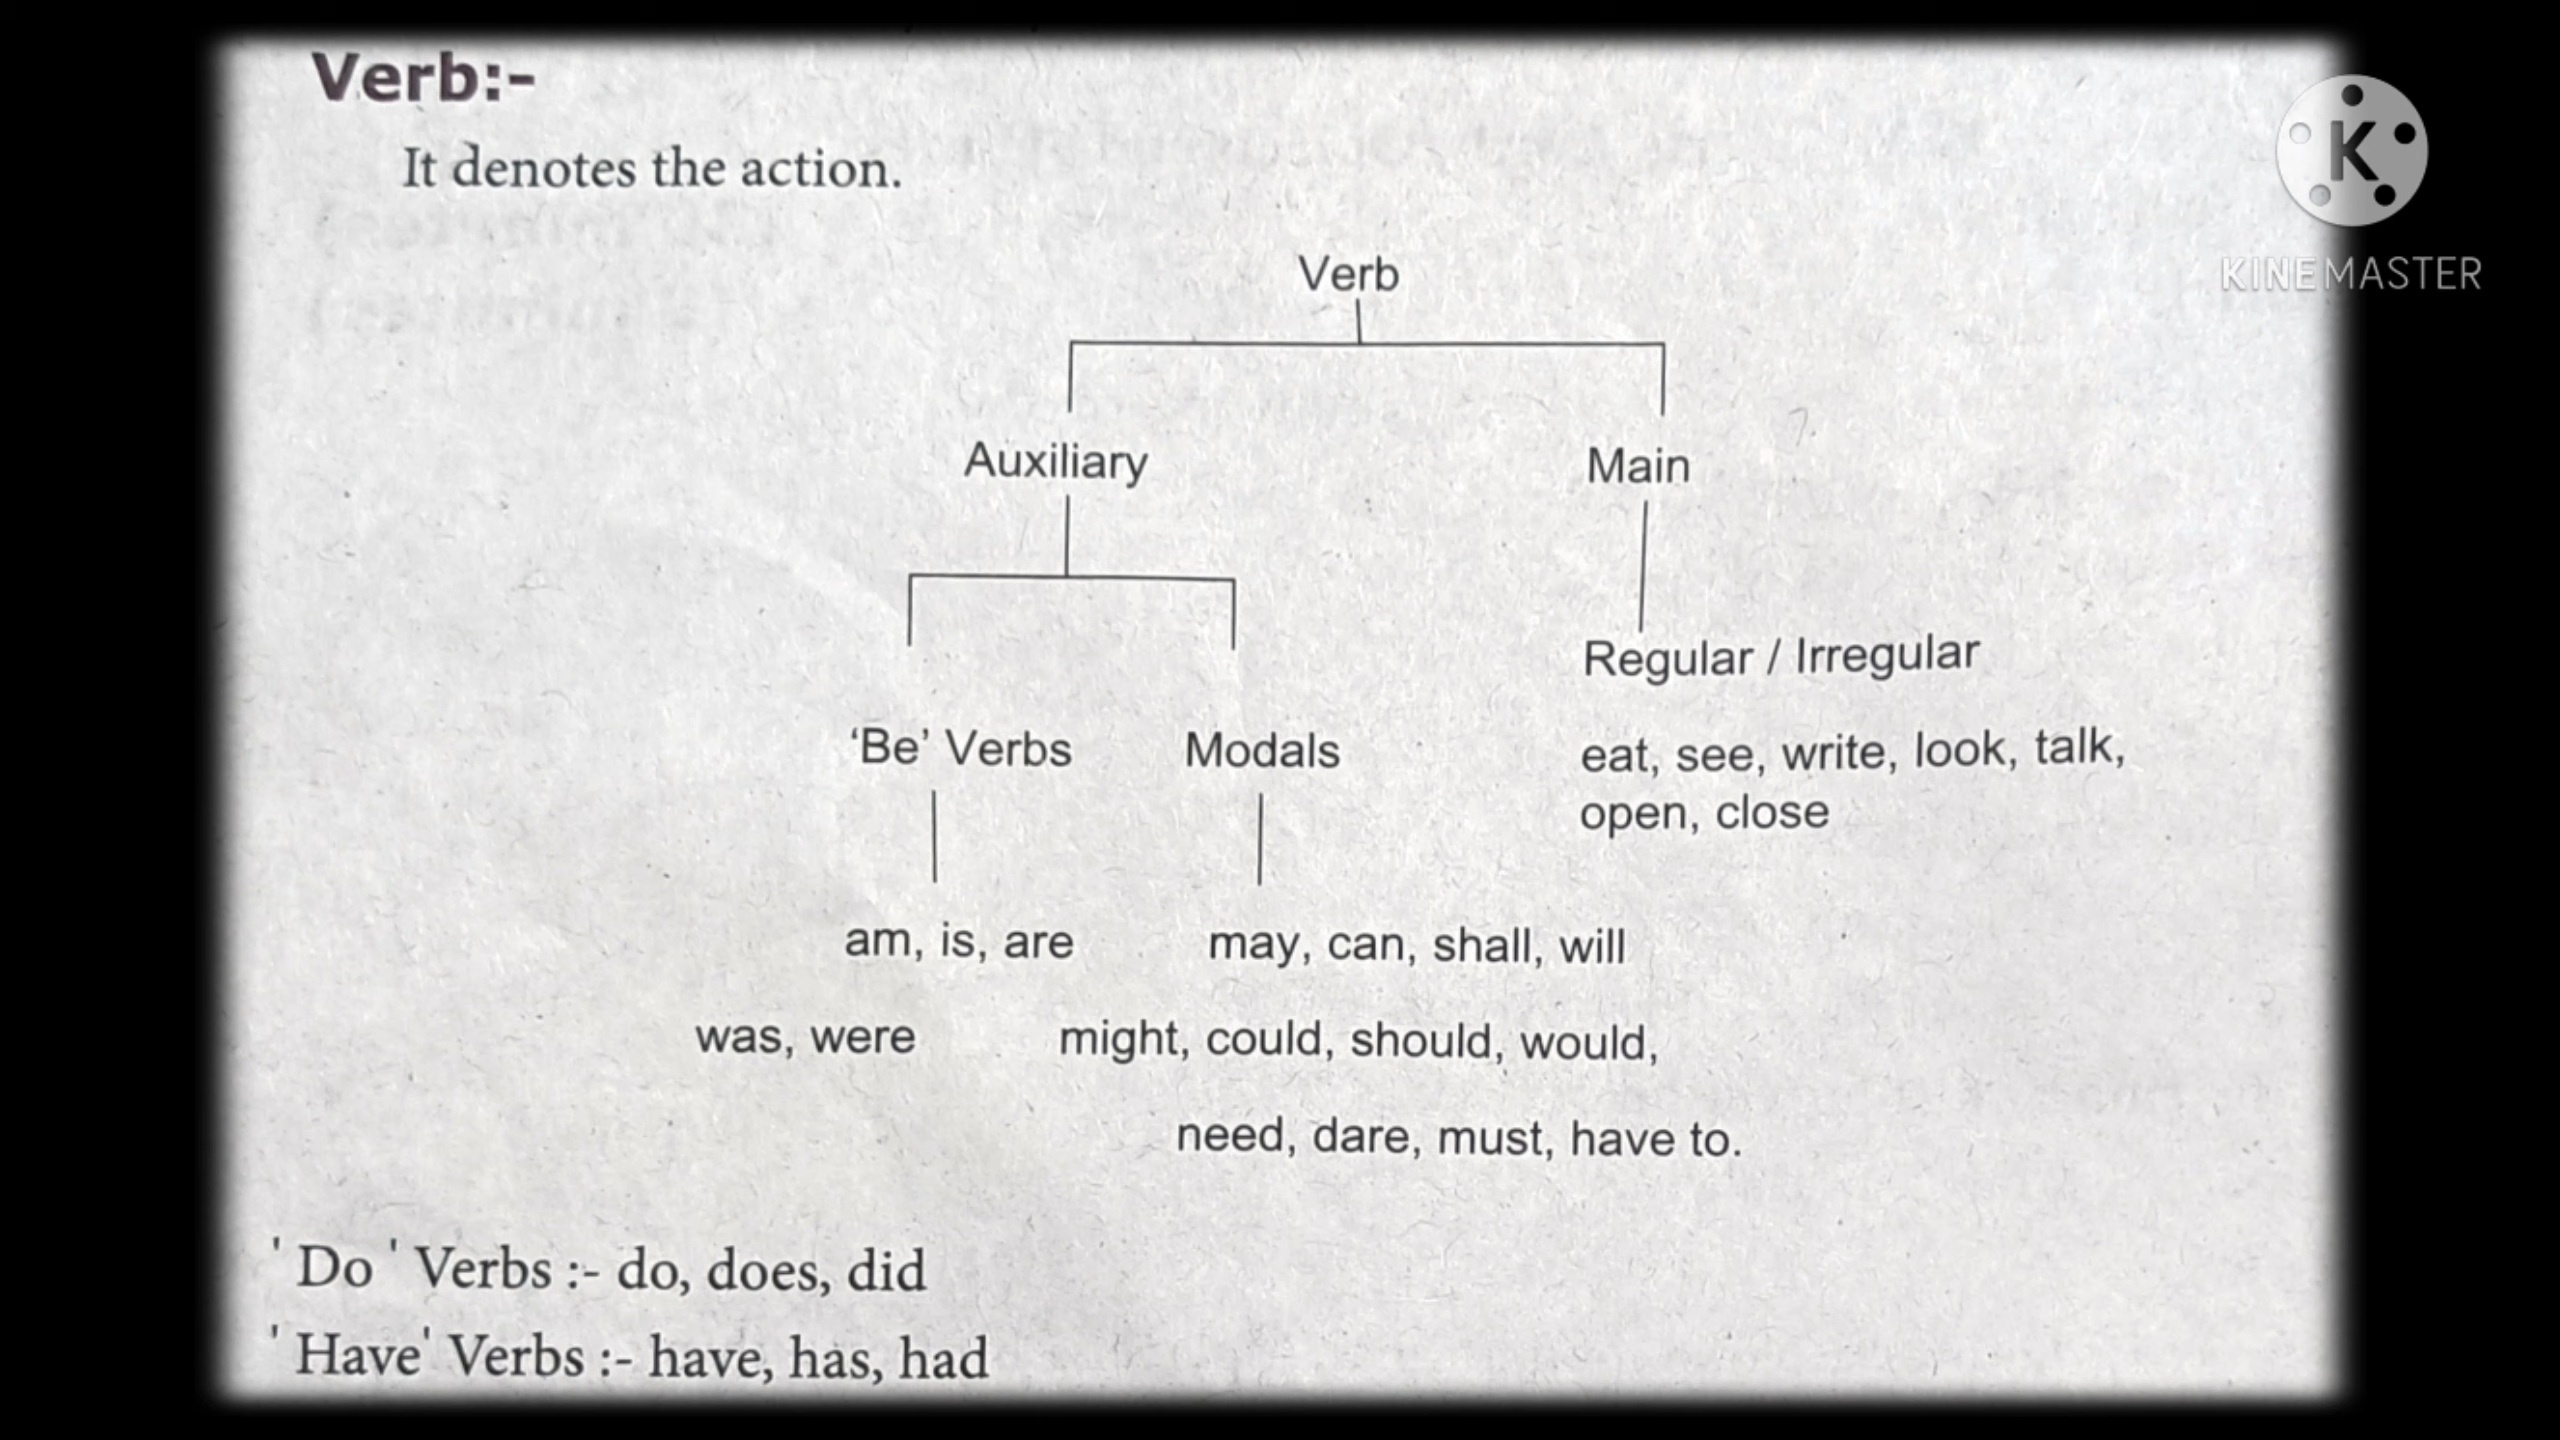 Verb:-
It denotes the action.
K
KINEMASTER
Verb
Auxiliary Main
Regular / Irregular
'Be' Verbs Modals eat, see, write, look, talk,
open, close
am, is, are may, can, shall, will
was, were might, could, should, would,
need, dare, must, have to.
' Do ' Verbs :- do, does, did
' Have' Verbs :- have, has, had